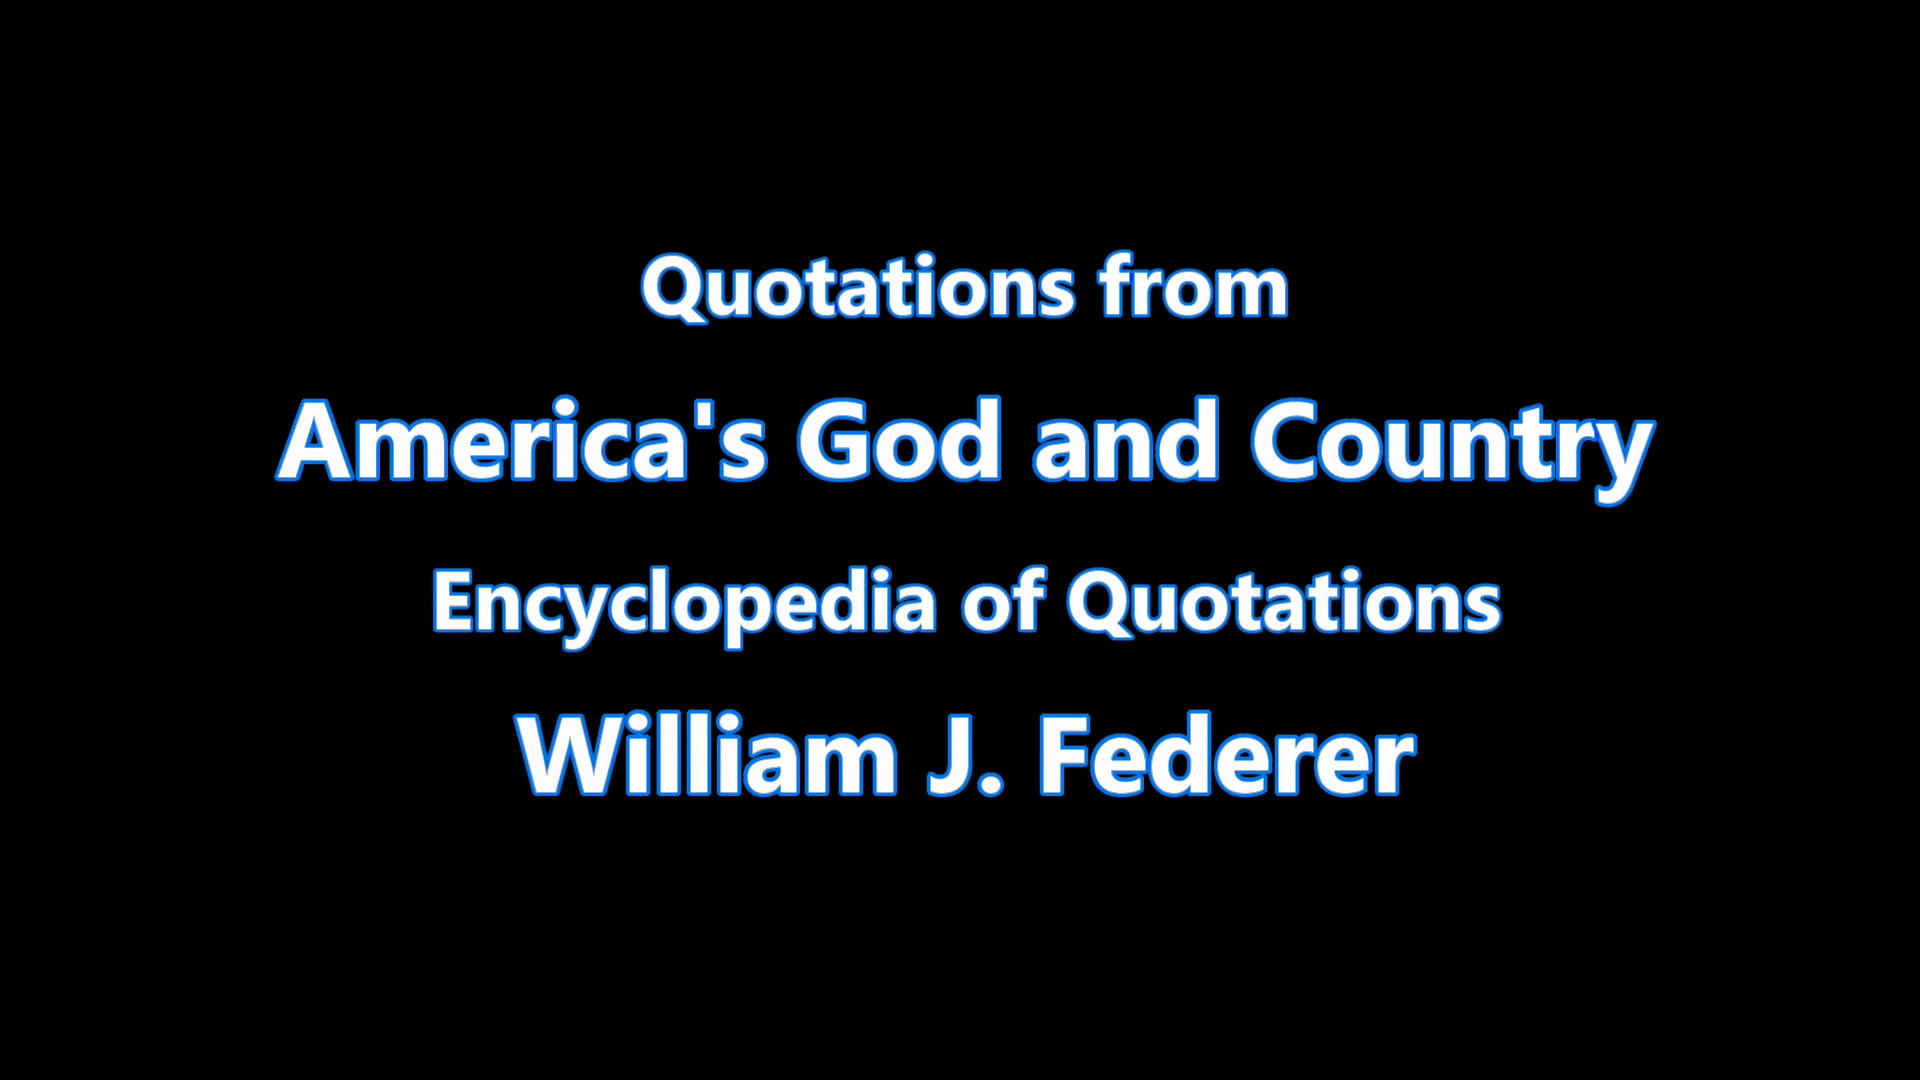 Quotations from
America's God and Country
Encyclopedia of Quotations
William J. Federer